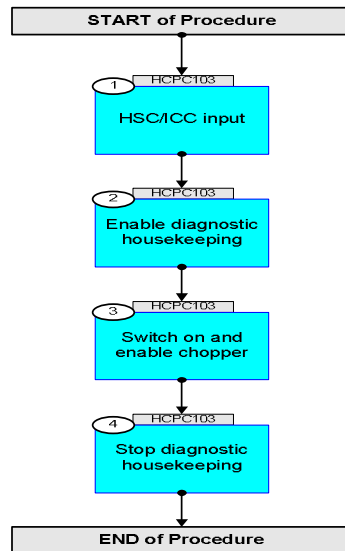 START of Procedure
HCPC103
1
HSC/ICC input
HCPC103
2
Enable diagnostic
housekeeping
HCPC103
3
Switch on and
enable chopper
HCPC103
4
Stop diagnostic
housekeeping
END of Procedure